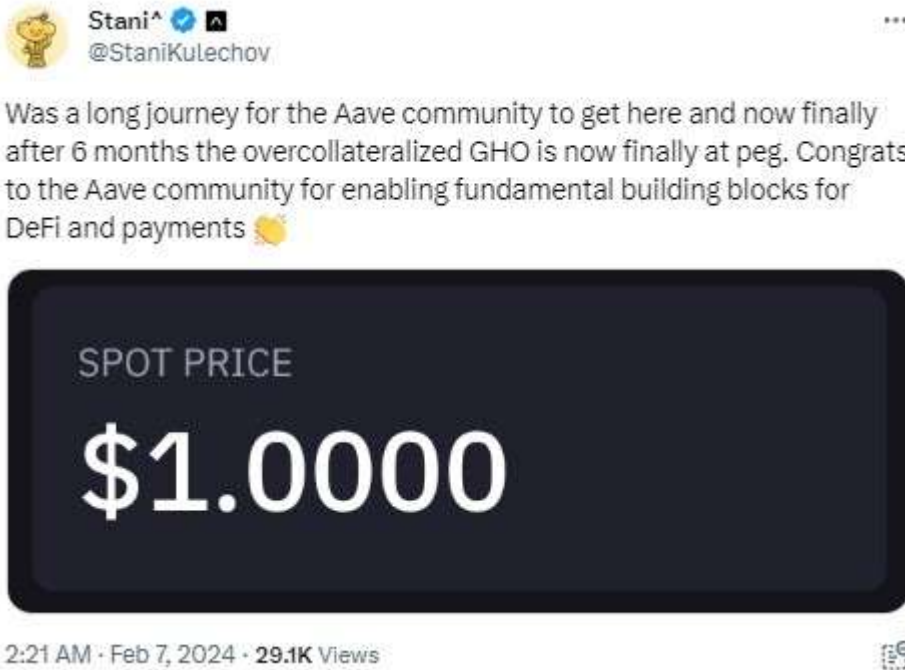 Stani^
@StaniKulechov
Was a long journey for the Aave community to get here and now finally
after 6 months the overcollateralized GHO is now finally at peg. Congrats
to the Aave community for enabling fundamental building blocks for
DeFi and payments 👏
SPOT PRICE
$1.0000
2:21 AM · Feb 7, 2024 · 29.1K Views